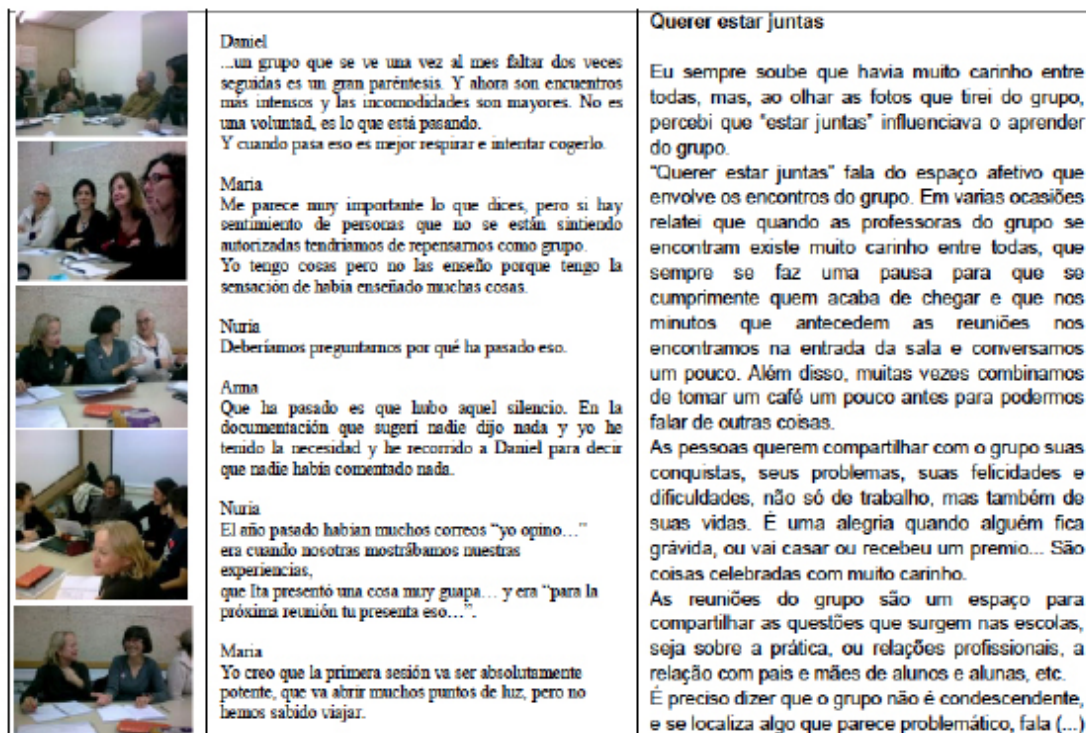 Daniel
...un grupo que se ve una vez al mes faltar dos veces
seguidas es un gran paréntesis. Y ahora son encuentros
más intensos y las incomodidades son mayores. No es
una voluntad, es lo que está pasando.
Y cuando pasa eso es mejor respirar e intentar cogerlo.
Maria
Me parece muy importante lo que dices, pero si hay
sentimiento de personas que no se están sintiendo
autorizadas tendríamos de repensarnos como grupo.
Yo tengo cosas pero no las enseño porque tengo la
sensación de había enseñado muchas cosas.
Nuria
Deberíamos preguntarnos por qué ha pasado eso.
Anna
Que ha pasado es que hubo aquel silencio. En la
documentación que sugerí nadie dijo nada y yo he
tenido la necesidad y he recorrido a Daniel para decir
que nadie había comentado nada.
Nuria
El año pasado habían muchos correos “yo opino…”
era cuando nosotras mostrábamos nuestras
experiencias,
que Ita presentó una cosa muy guapa… y era “para la
próxima reunión tu presenta eso…”.
Maria
Yo creo que la primera sesión va ser absolutamente
potente, que va abrir muchos puntos de luz, pero no
hemos sabido viajar.
Querer estar juntas
Eu sempre soube que havia muito carinho entre
todas, mas, ao olhar as fotos que tirei do grupo,
percebi que “estar juntas” influenciava o aprender
do grupo.
“Querer estar juntas” fala do espaço afetivo que
envolve os encontros do grupo. Em varias ocasiões
relatei que quando as professoras do grupo se
encontram existe muito carinho entre todas, que
sempre se faz uma pausa para que se
cumprimente quem acaba de chegar e que nos
minutos que antecedem as reuniões nos
encontramos na entrada da sala e conversamos
um pouco. Além disso, muitas vezes combinamos
de tomar um café um pouco antes para podermos
falar de outras coisas.
As pessoas querem compartilhar com o grupo suas
conquistas, seus problemas, suas felicidades e
dificuldades, não só de trabalho, mas também de
suas vidas. É uma alegria quando alguém fica
grávida, ou vai casar ou recebeu um premio... São
coisas celebradas com muito carinho.
As reuniões do grupo são um espaço para
compartilhar as questões que surgem nas escolas,
seja sobre a prática, ou relações profissionais, a
relação com pais e mães de alunos e alunas, etc.
É preciso dizer que o grupo não é condescendente,
e se localiza algo que parece problemático, fala (...)